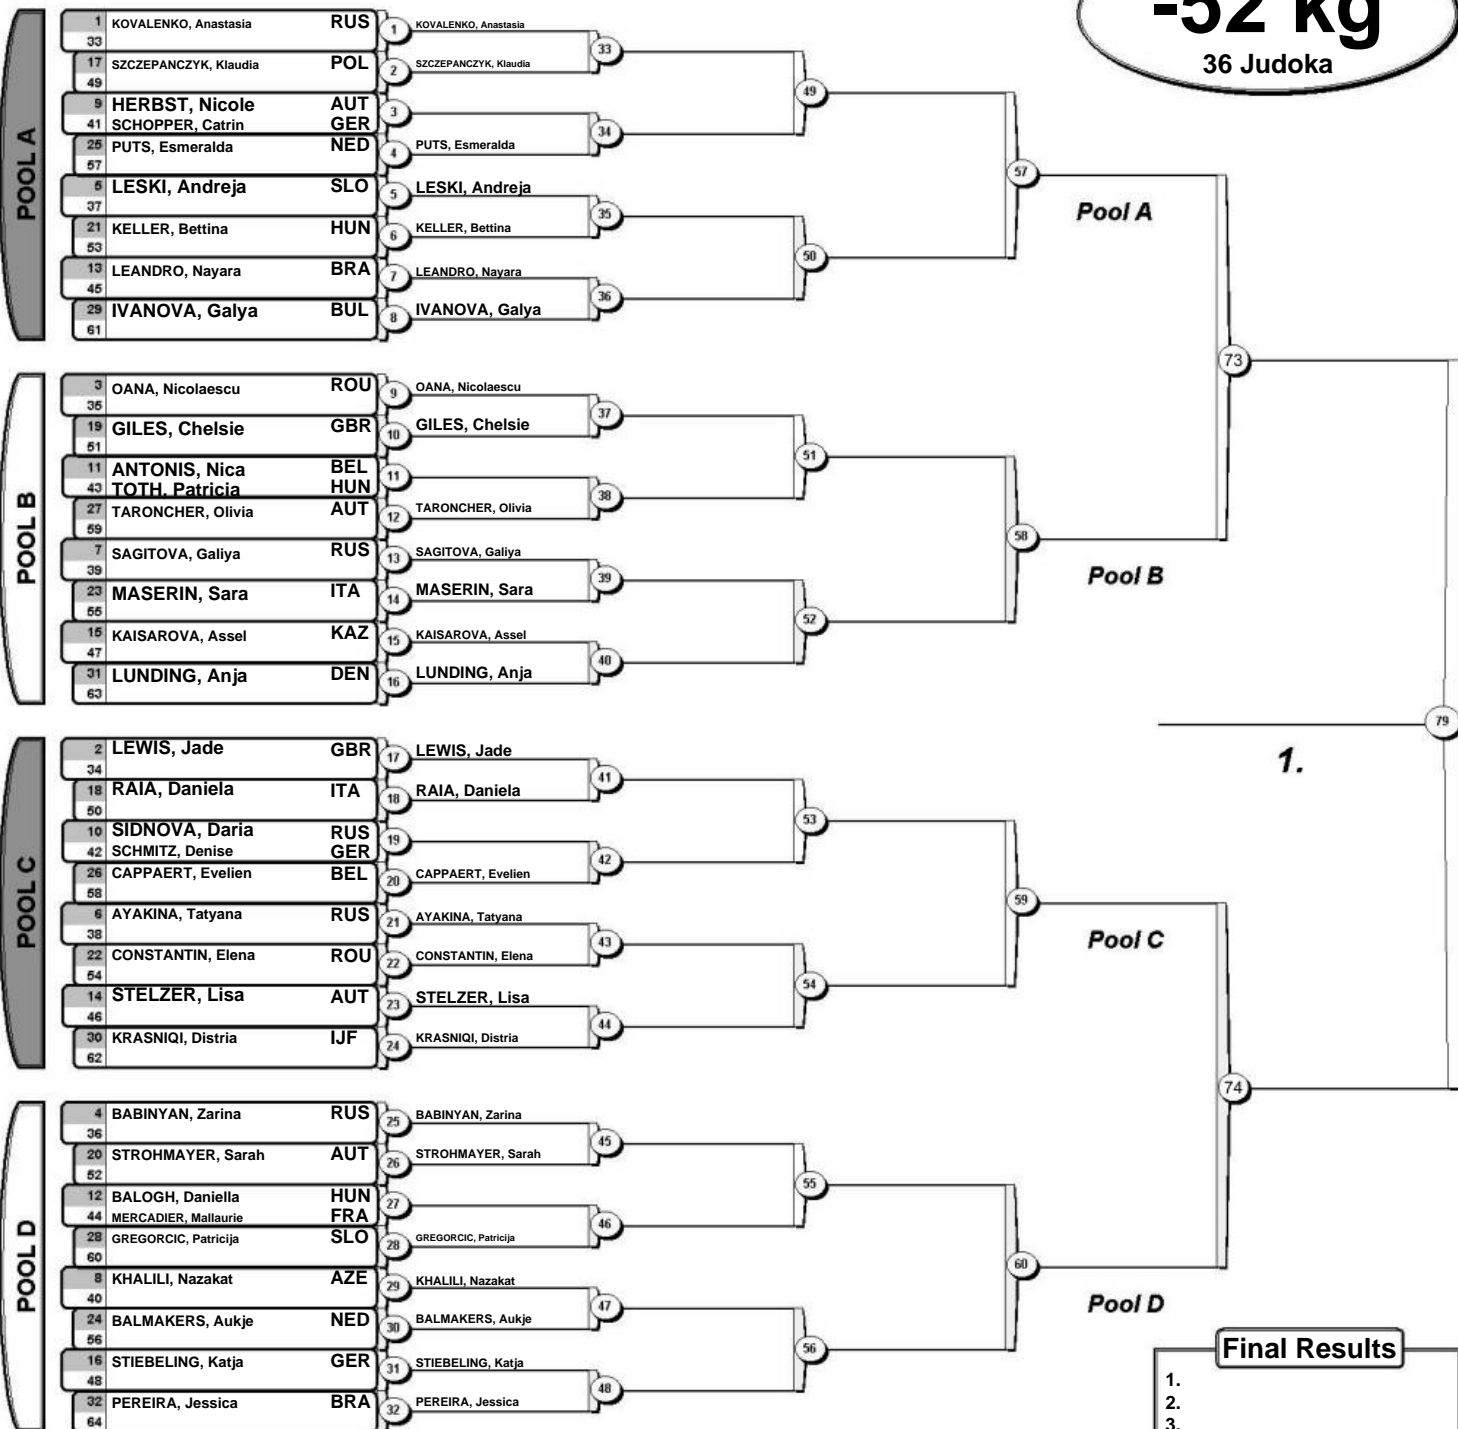 -52 kg
36 Judoka
POOL A
1 KOVALENKO, Anastasia RUS
33
17 SZCZEPANCZYK, Klaudia POL
49
9 HERBST, Nicole AUT
41 SCHOPPER, Catrin GER
25 PUTS, Esmeralda NED
57
5 LESKI, Andreja SLO
37
21 KELLER, Bettina HUN
53
13 LEANDRO, Nayara BRA
45
29 IVANOVA, Galya BUL
61
1 KOVALENKO, Anastasia
2 SZCZEPANCZYK, Klaudia
3
4 PUTS, Esmeralda
5 LESKI, Andreja
6 KELLER, Bettina
7 LEANDRO, Nayara
8 IVANOVA, Galya
33
34
35
36
49
50
57
Pool A
POOL B
3 OANA, Nicolaescu ROU
35
19 GILES, Chelsie GBR
51
11 ANTONIS, Nica BEL
43 TOTH, Patricia HUN
27 TARONCHER, Olivia AUT
59
7 SAGITOVA, Galiya RUS
39
23 MASERIN, Sara ITA
55
15 KAISAROVA, Assel KAZ
47
31 LUNDING, Anja DEN
63
9 OANA, Nicolaescu
10 GILES, Chelsie
11
12 TARONCHER, Olivia
13 SAGITOVA, Galiya
14 MASERIN, Sara
15 KAISAROVA, Assel
16 LUNDING, Anja
37
38
39
40
51
52
58
Pool B
73
POOL C
2 LEWIS, Jade GBR
34
18 RAIA, Daniela ITA
50
10 SIDNOVA, Daria RUS
42 SCHMITZ, Denise GER
26 CAPPAERT, Evelien BEL
58
6 AYAKINA, Tatyana RUS
38
22 CONSTANTIN, Elena ROU
54
14 STELZER, Lisa AUT
46
30 KRASNIQI, Distria IJF
62
17 LEWIS, Jade
18 RAIA, Daniela
19
20 CAPPAERT, Evelien
21 AYAKINA, Tatyana
22 CONSTANTIN, Elena
23 STELZER, Lisa
24 KRASNIQI, Distria
41
42
43
44
53
54
59
Pool C
79
1.
POOL D
4 BABINYAN, Zarina RUS
36
20 STROHMAYER, Sarah AUT
52
12 BALOGH, Daniella HUN
44 MERCADIER, Mallaurie FRA
28 GREGORCIC, Patricija SLO
60
8 KHALILI, Nazakat AZE
40
24 BALMAKERS, Aukje NED
56
16 STIEBELING, Katja GER
48
32 PEREIRA, Jessica BRA
64
25 BABINYAN, Zarina
26 STROHMAYER, Sarah
27
28 GREGORCIC, Patricija
29 KHALILI, Nazakat
30 BALMAKERS, Aukje
31 STIEBELING, Katja
32 PEREIRA, Jessica
45
46
47
48
55
56
60
Pool D
74
Final Results
1.
2.
3.